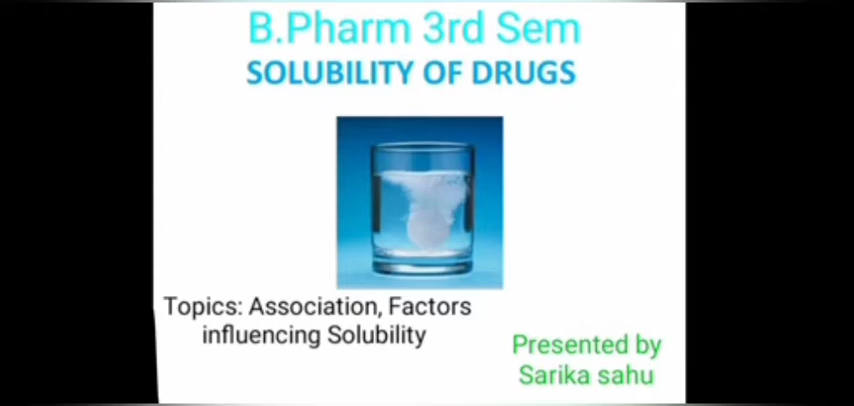 B.Pharm 3rd Sem
SOLUBILITY OF DRUGS
Topics: Association, Factors
influencing Solubility
Presented by
Sarika sahu